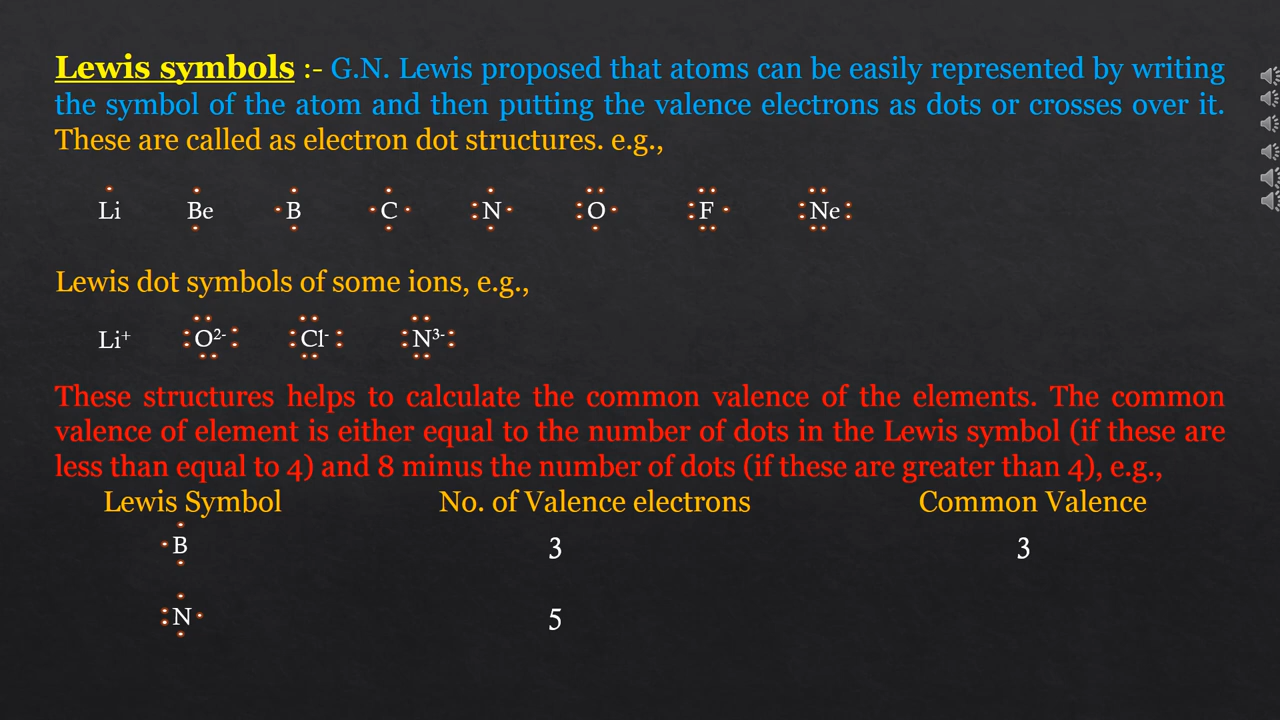 Lewis symbols :- G.N. Lewis proposed that atoms can be easily represented by writing
the symbol of the atom and then putting the valence electrons as dots or crosses over it.
These are called as electron dot structures. e.g.,
Li Be B C N O F Ne
Lewis dot symbols of some ions, e.g.,
Li⁺ O²⁻ Cl⁻ N³⁻
These structures helps to calculate the common valence of the elements. The common
valence of element is either equal to the number of dots in the Lewis symbol (if these are
less than equal to 4) and 8 minus the number of dots (if these are greater than 4), e.g.,
Lewis Symbol No. of Valence electrons Common Valence
B 3 3
N 5